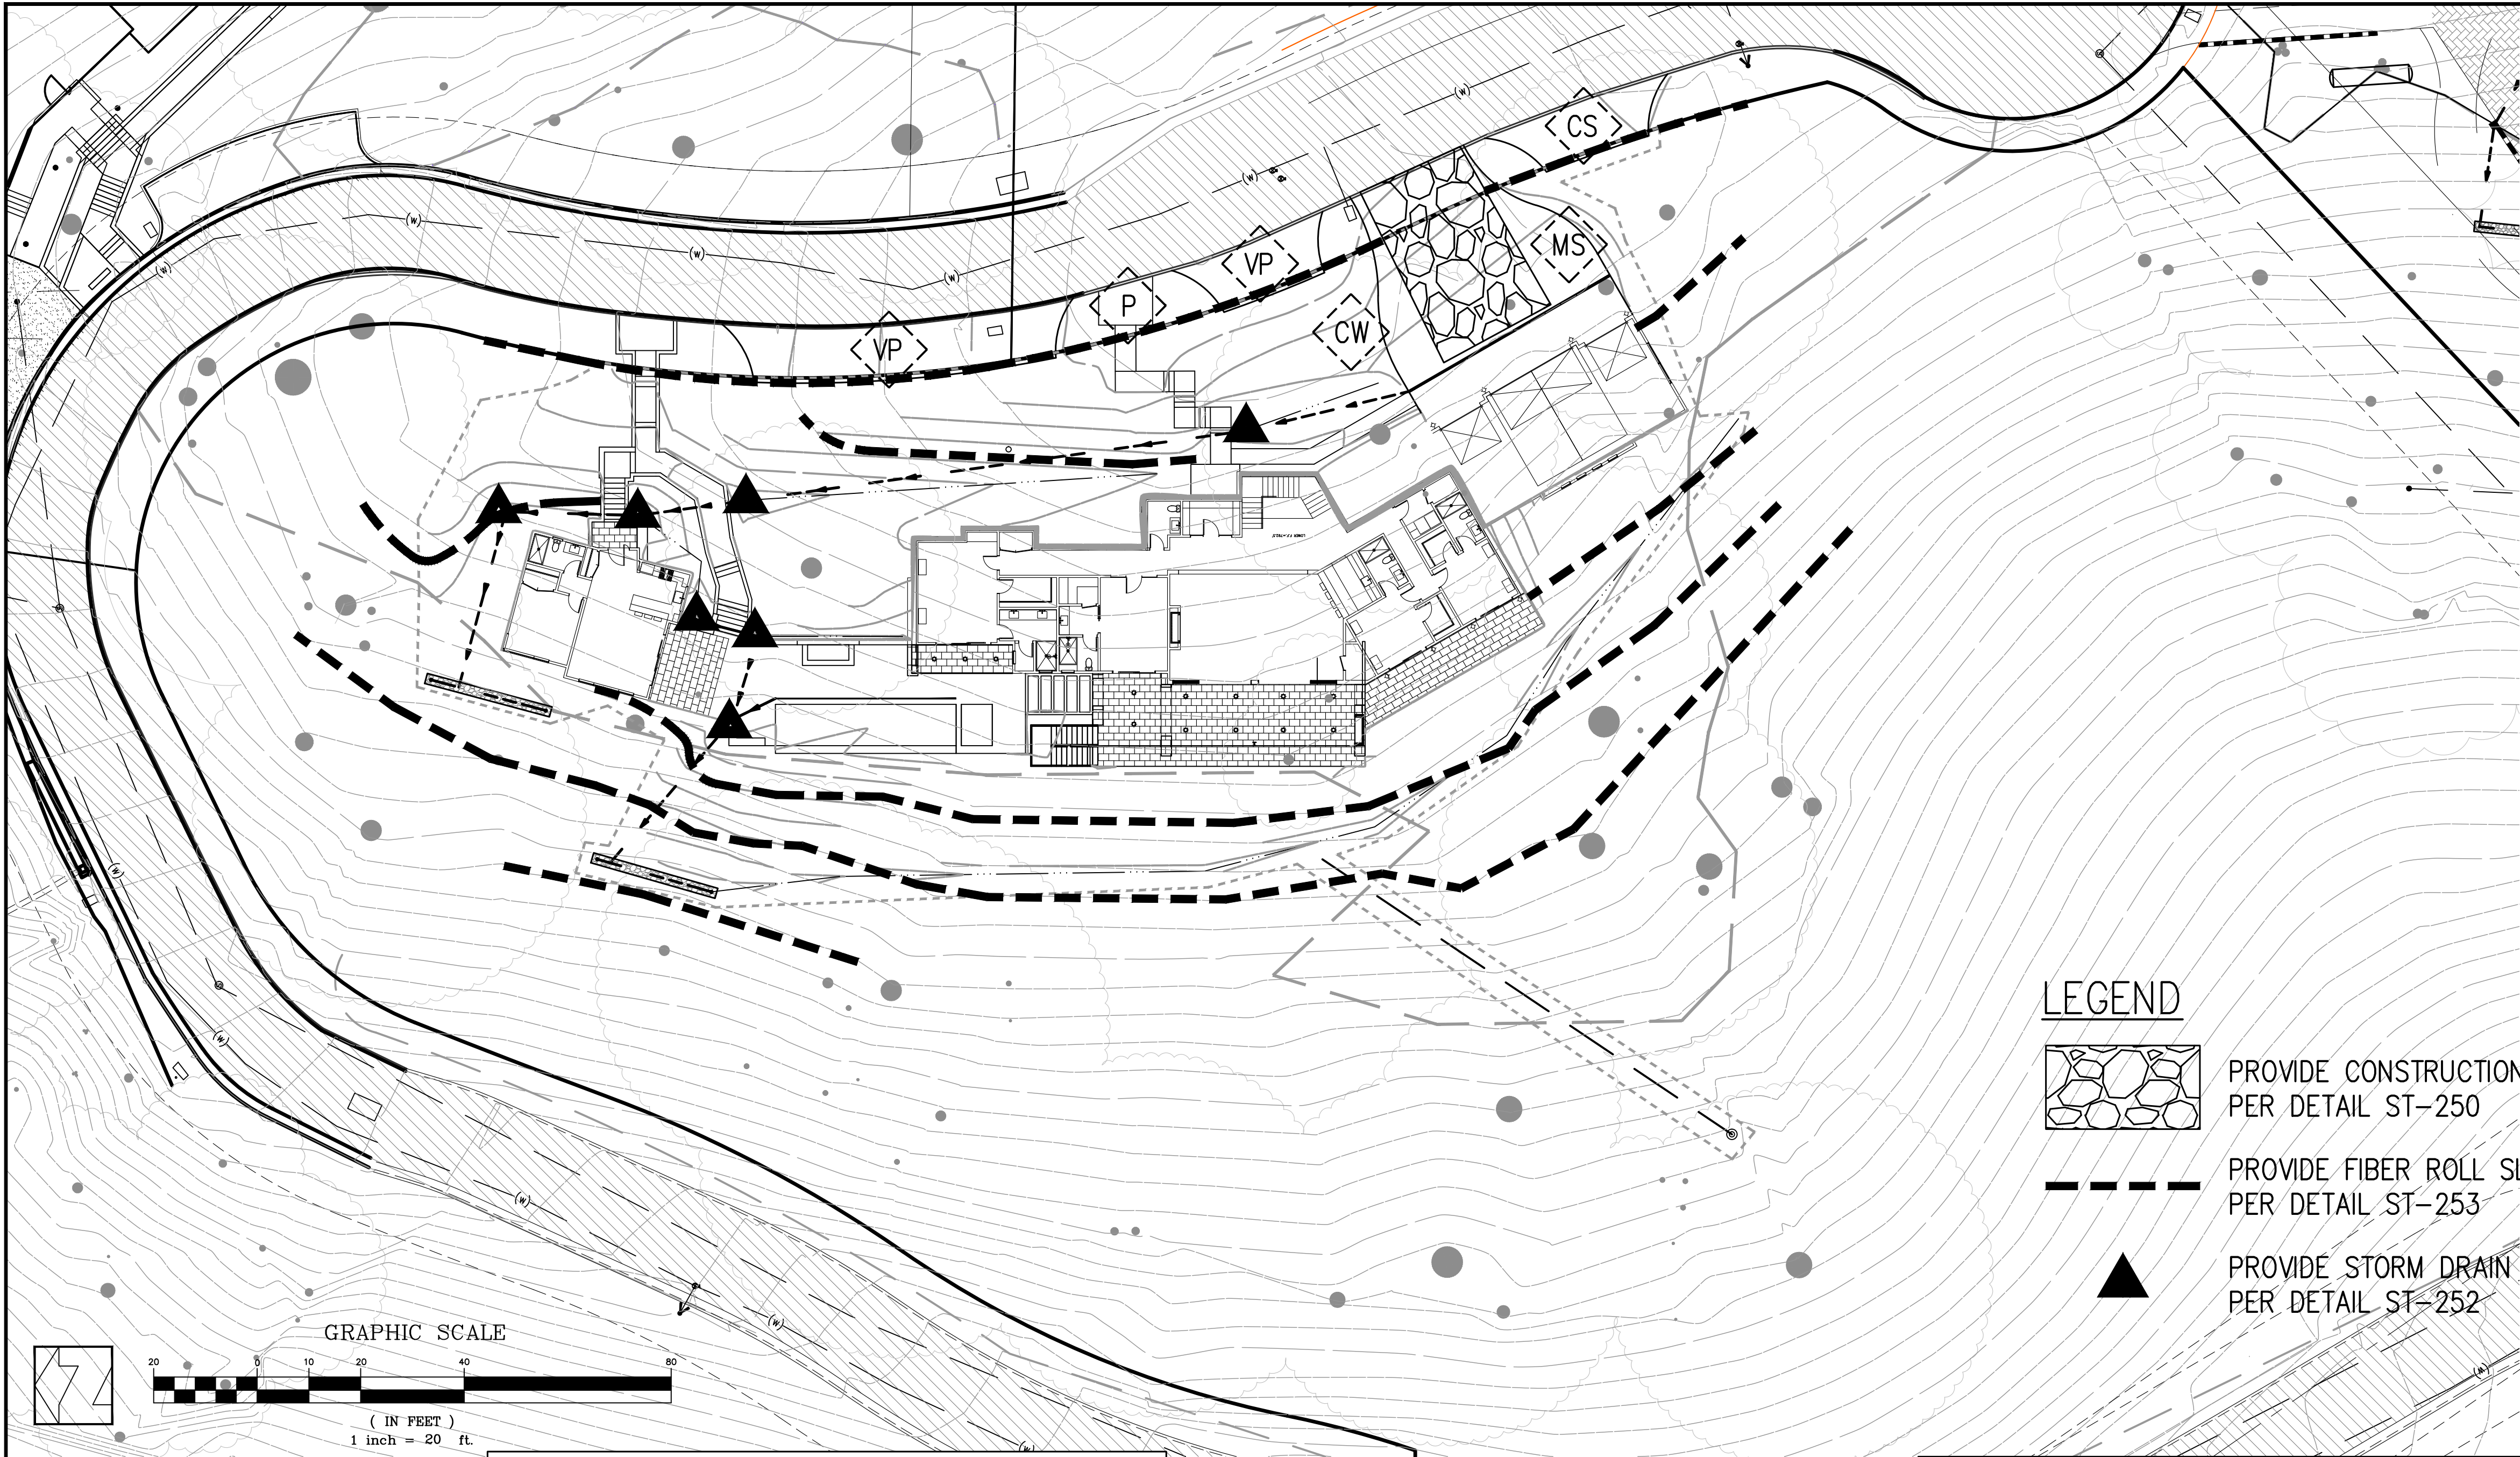 (W)
(W)
(W)
(W)
(W)
(W)
CS
VP
MS
P
VP
CW
(W)
(W)
(W)
(W)
(W)
(W)
LEGEND
PROVIDE CONSTRUCTION
PER DETAIL ST-250
PROVIDE FIBER ROLL
PER DETAIL ST-253
PROVIDE STORM DRAIN
PER DETAIL ST-252
GRAPHIC SCALE
20 0 10 20 40 80
( IN FEET )
1 inch = 20 ft.